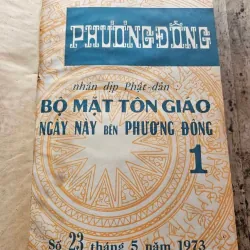 PHƯƠNG-ĐÔNG
nhân dịp Phật-đản :
BỘ MẶT TÔN GIÁO
NGÀY NÀY BÊN PHƯƠNG ĐÔNG
1
Số 23 tháng 5 năm 1973